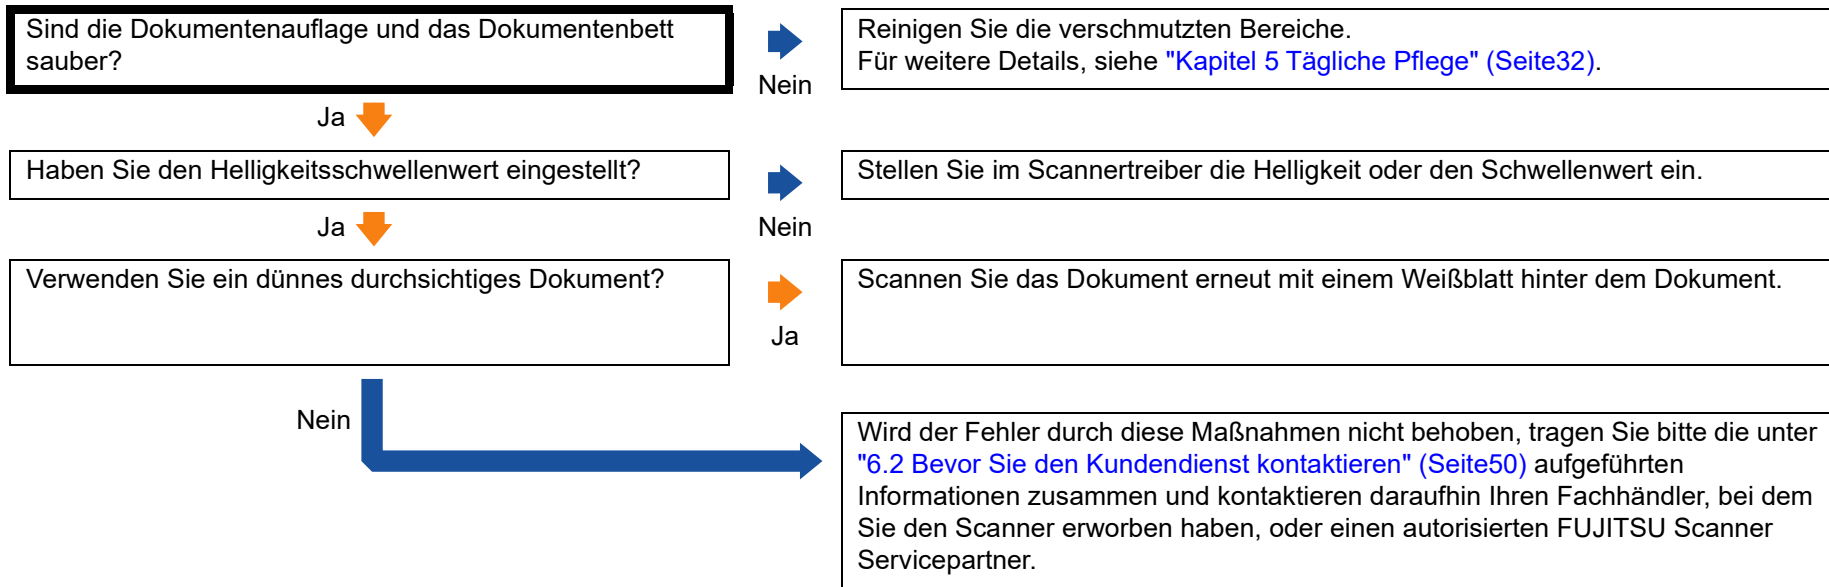 Sind die Dokumentenauflage und das Dokumentenbett
sauber?
Nein
Reinigen Sie die verschmutzten Bereiche.
Für weitere Details, siehe "Kapitel 5 Tägliche Pflege" (Seite32).
Ja
Haben Sie den Helligkeitsschwellenwert eingestellt?
Nein
Stellen Sie im Scannertreiber die Helligkeit oder den Schwellenwert ein.
Ja
Verwenden Sie ein dünnes durchsichtiges Dokument?
Ja
Scannen Sie das Dokument erneut mit einem Weißblatt hinter dem Dokument.
Nein
Wird der Fehler durch diese Maßnahmen nicht behoben, tragen Sie bitte die unter
"6.2 Bevor Sie den Kundendienst kontaktieren" (Seite50) aufgeführten
Informationen zusammen und kontaktieren daraufhin Ihren Fachhändler, bei dem
Sie den Scanner erworben haben, oder einen autorisierten FUJITSU Scanner
Servicepartner.